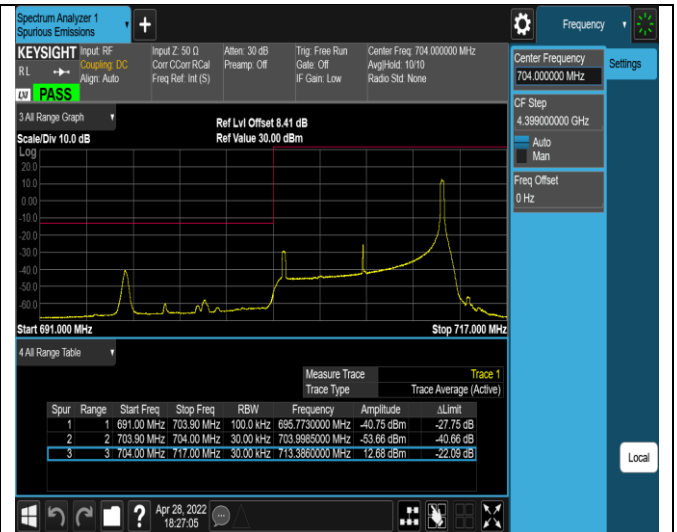 Spectrum Analyzer 1
Spurious Emissions
Frequency
KEYSIGHT Input: RF Input Z: 50 Ω Atten: 30 dB Trig: Free Run Center Freq: 704.000000 MHz
RL Coupling: DC Corr CCorr RCal Preamp: Off Gate: Off Avg|Hold: 10/10
Align: Auto Freq Ref: Int (S) IF Gain: Low Radio Std: None
LXI PASS
Center Frequency
704.000000 MHz
Settings
CF Step
4.399000000 GHz
Auto
Man
Freq Offset
0 Hz
3 All Range Graph
Ref Lvl Offset 8.41 dB
Scale/Div 10.0 dB Ref Value 30.00 dBm
Log
20.0
10.0
0.00
-10.0
-20.0
-30.0
-40.0
-50.0
-60.0
Start 691.000 MHz Stop 717.000 MHz
4 All Range Table
Measure Trace Trace 1
Trace Type Trace Average (Active)
Spur Range Start Freq Stop Freq RBW Frequency Amplitude ΔLimit
1 1 691.00 MHz 703.90 MHz 100.0 kHz 695.7730000 MHz -40.75 dBm -27.75 dB
2 2 703.90 MHz 704.00 MHz 30.00 kHz 703.9985000 MHz -53.66 dBm -40.66 dB
3 3 704.00 MHz 717.00 MHz 30.00 kHz 713.3860000 MHz 12.68 dBm -22.09 dB
Local
Apr 28, 2022
18:27:05